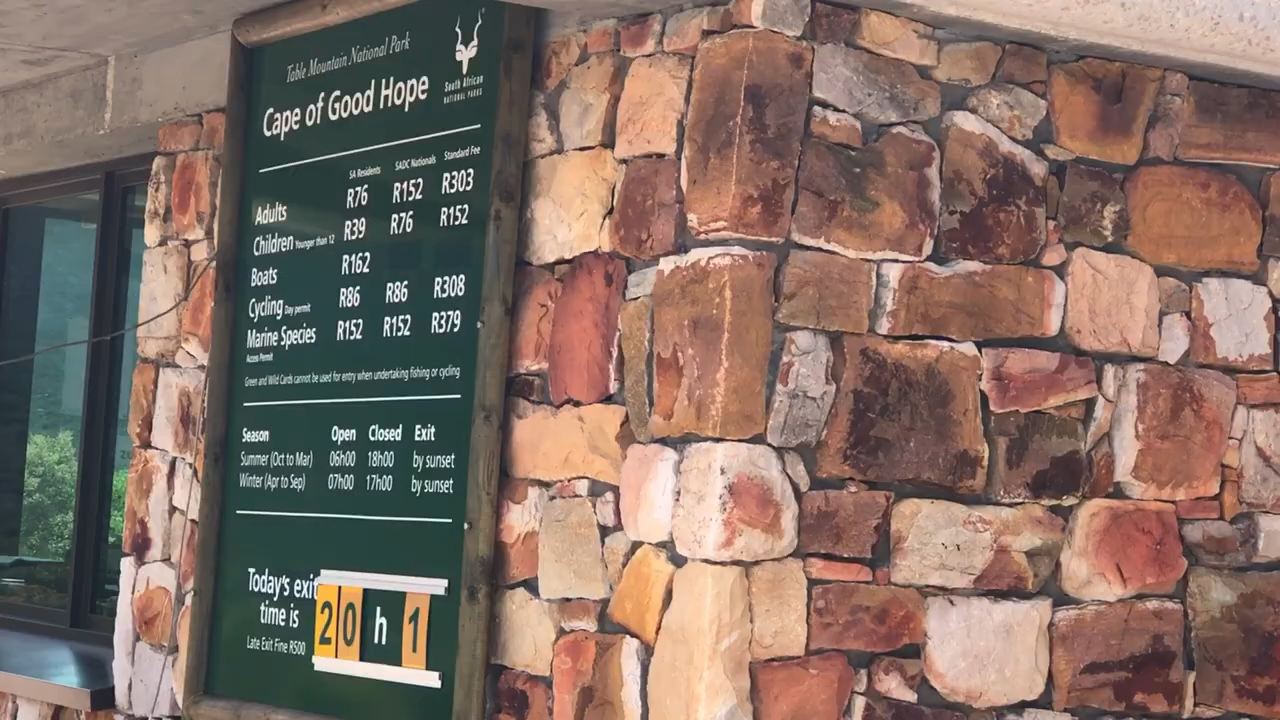 Table Mountain National Park
Cape of Good Hope
South African
NATIONAL PARKS
SA Residents SADC Nationals Standard Fee
Adults R76 R152 R303
Children Younger than 12 R39 R76 R152
Boats R162
Cycling Day permit R86 R86 R308
Marine Species R152 R152 R379
Access Permit
Green and Wild Cards cannot be used for entry when undertaking fishing or cycling
Season Open Closed Exit
Summer (Oct to Mar) 06h00 18h00 by sunset
Winter (Apr to Sep) 07h00 17h00 by sunset
Today's exit
time is 20 h 1
Late Exit Fine R500